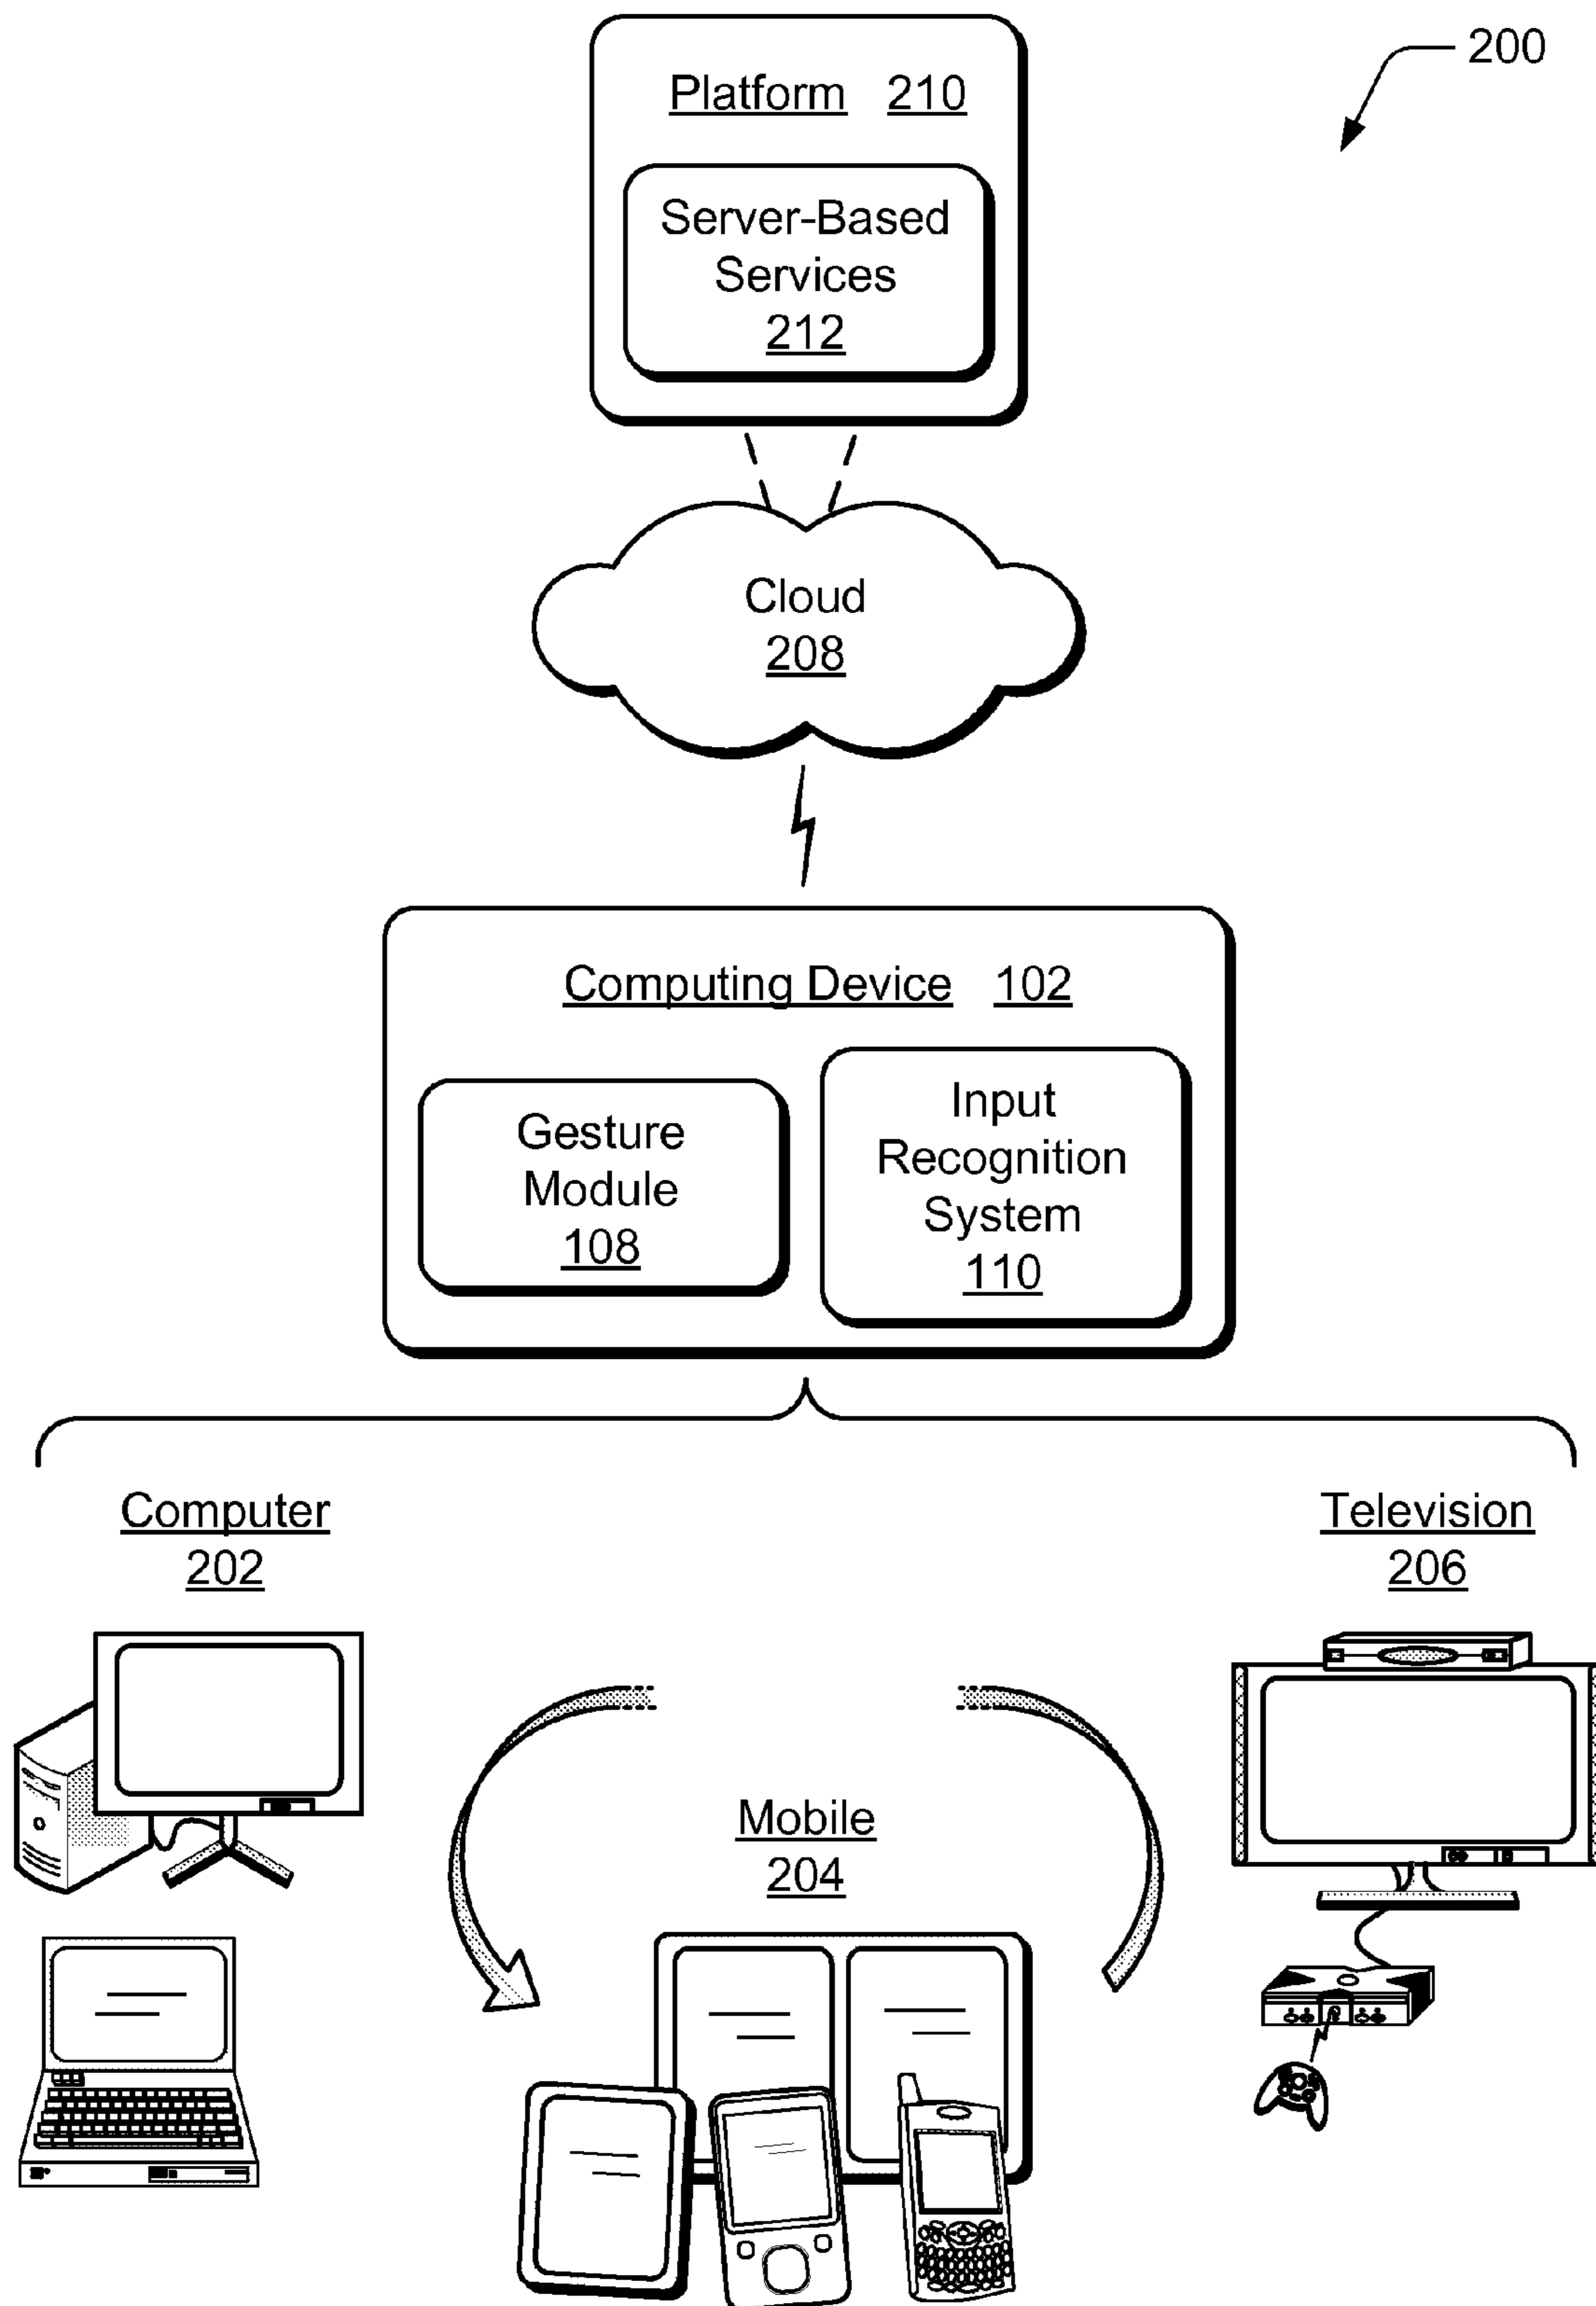 200
Platform 210
Server-Based
Services
212
Cloud
208
Computing Device 102
Gesture
Module
108
Input
Recognition
System
110
Computer
202
Television
206
Mobile
204